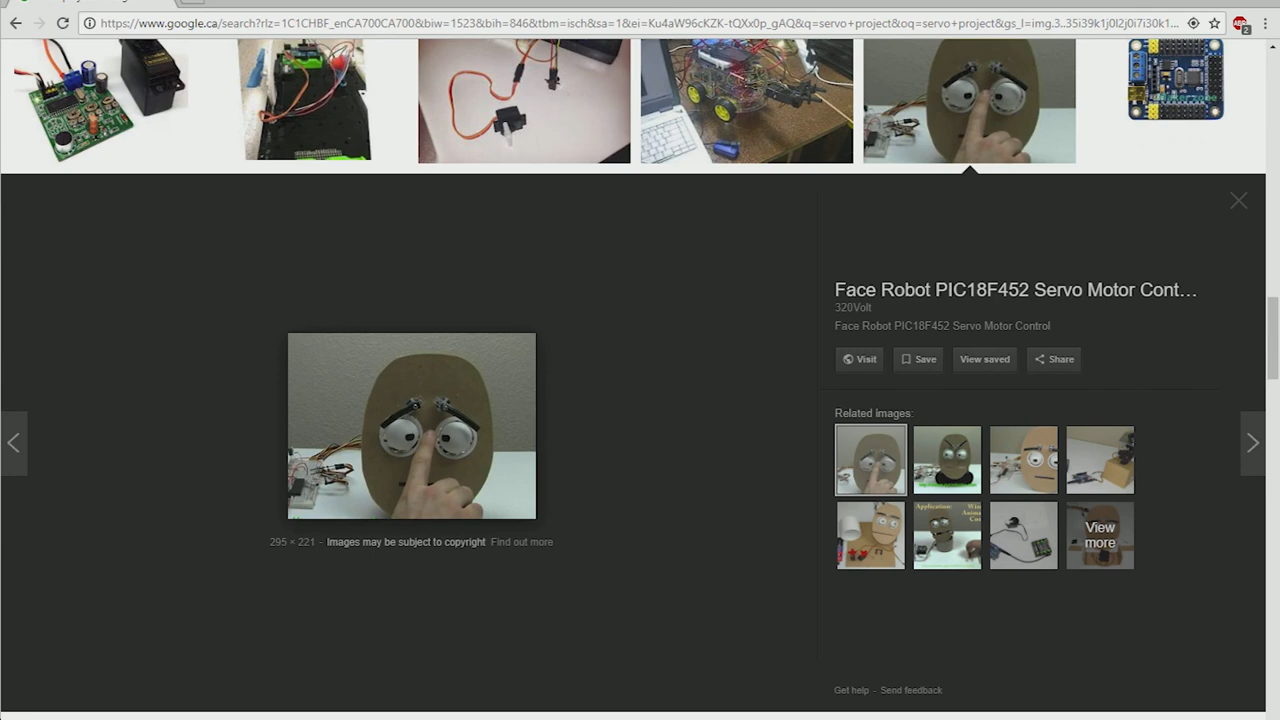 https://www.google.ca/search?rlz=1C1CHBF_enCA700CA700&biw=1523&bih=846&tbm=isch&sa=1&ei=Ku4aW96cKZK-tQXx0p_gAQ&q=servo+project&oq=servo+project&gs_l=img.3..35i39k1j0l2j0i7i30k1...
2
Face Robot PIC18F452 Servo Motor Cont...
320Volt
Face Robot PIC18F452 Servo Motor Control
Visit Save View saved Share
Related images:
Application:
View
more
295 × 221 - Images may be subject to copyright Find out more
Get help - Send feedback